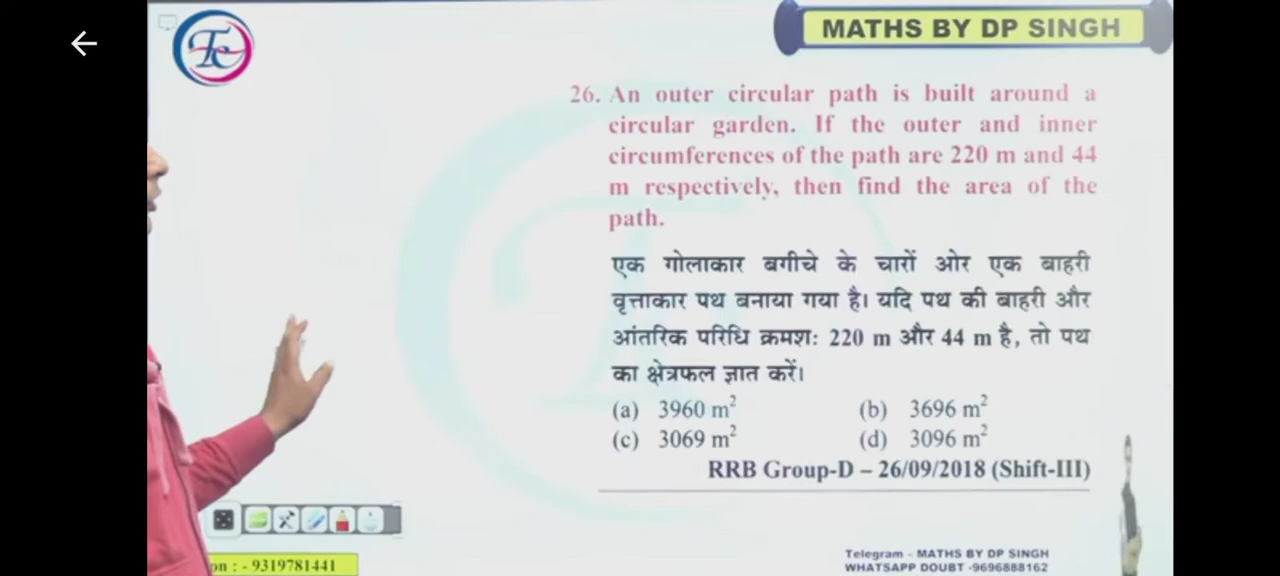 Te
MATHS BY DP SINGH
26. An outer circular path is built around a
circular garden. If the outer and inner
circumferences of the path are 220 m and 44
m respectively, then find the area of the
path.
एक गोलाकार बगीचे के चारों ओर एक बाहरी
वृत्ताकार पथ बनाया गया है। यदि पथ की बाहरी और
आंतरिक परिधि क्रमशः 220 m और 44 m है, तो पथ
का क्षेत्रफल ज्ञात करें।
(a) 3960 m² (b) 3696 m²
(c) 3069 m² (d) 3096 m²
RRB Group-D – 26/09/2018 (Shift-III)
on : - 9319781441
Telegram - MATHS BY DP SINGH
WHATSAPP DOUBT -9696888162